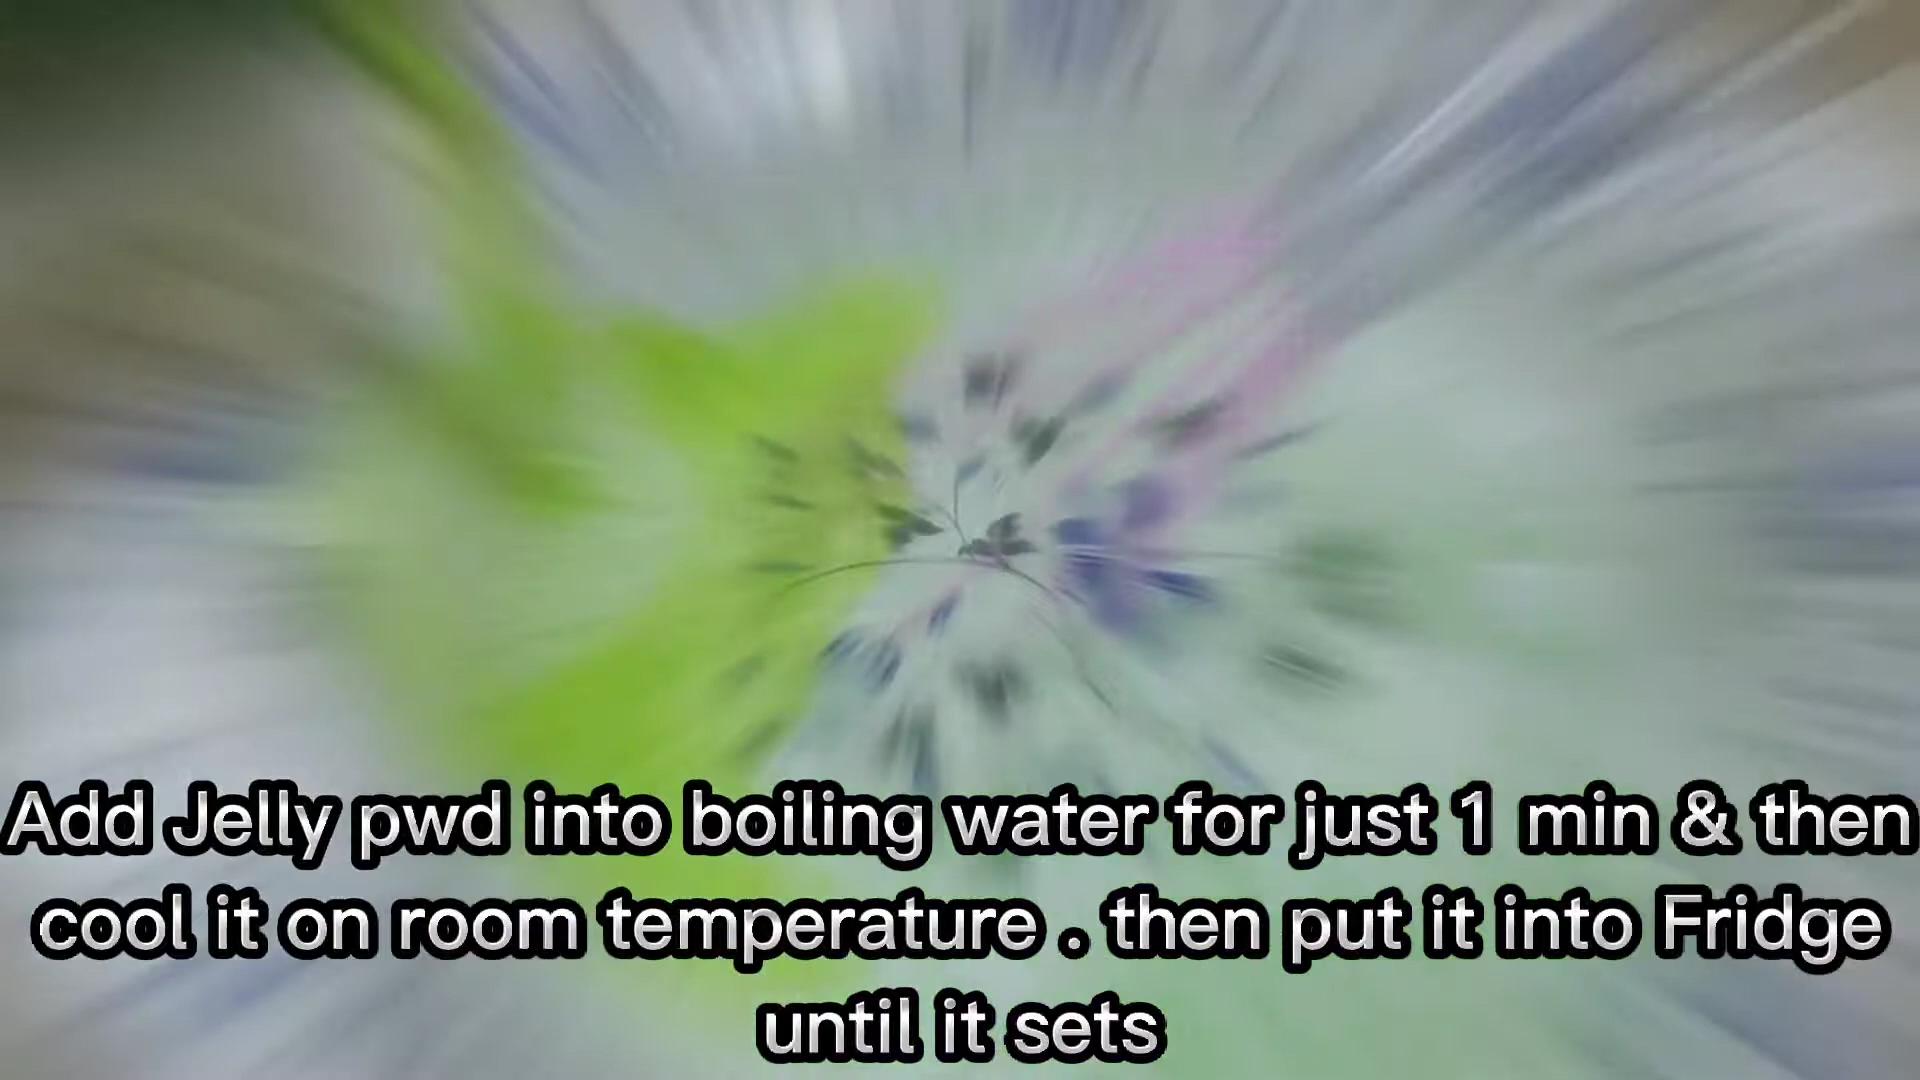 Add Jelly pwd into boiling water for just 1 min & then
cool it on room temperature . then put it into Fridge
until it sets